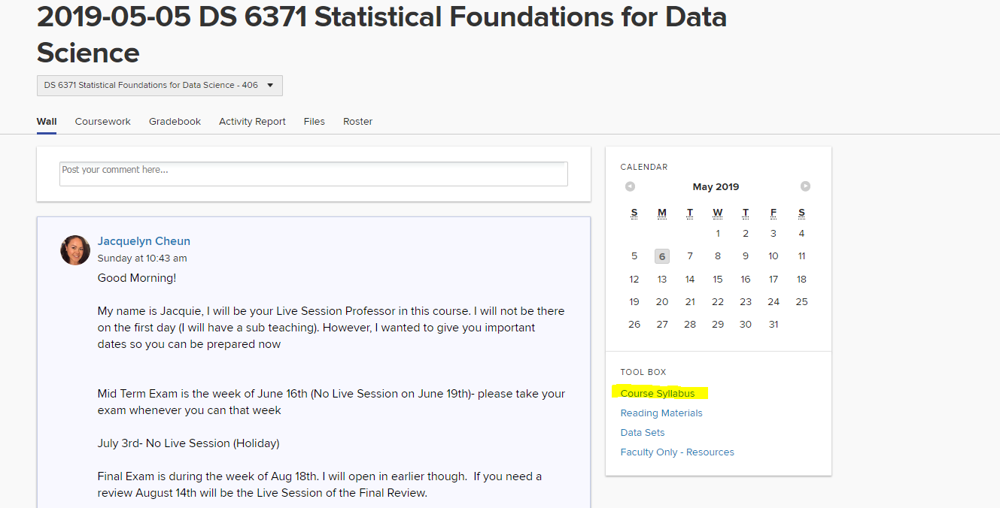 2019-05-05 DS 6371 Statistical Foundations for Data
Science
DS 6371 Statistical Foundations for Data Science - 406
Wall Coursework Gradebook Activity Report Files Roster
Post your comment here...
Jacquelyn Cheun
Sunday at 10:43 am
Good Morning!
My name is Jacquie, I will be your Live Session Professor in this course. I will not be there
on the first day (I will have a sub teaching). However, I wanted to give you important
dates so you can be prepared now
Mid Term Exam is the week of June 16th (No Live Session on June 19th)- please take your
exam whenever you can that week
July 3rd- No Live Session (Holiday)
Final Exam is during the week of Aug 18th. I will open in earlier though.  If you need a
review August 14th will be the Live Session of the Final Review.
CALENDAR
May 2019
S M T W T F S
1 2 3 4
5 6 7 8 9 10 11
12 13 14 15 16 17 18
19 20 21 22 23 24 25
26 27 28 29 30 31
TOOL BOX
Course Syllabus
Reading Materials
Data Sets
Faculty Only - Resources